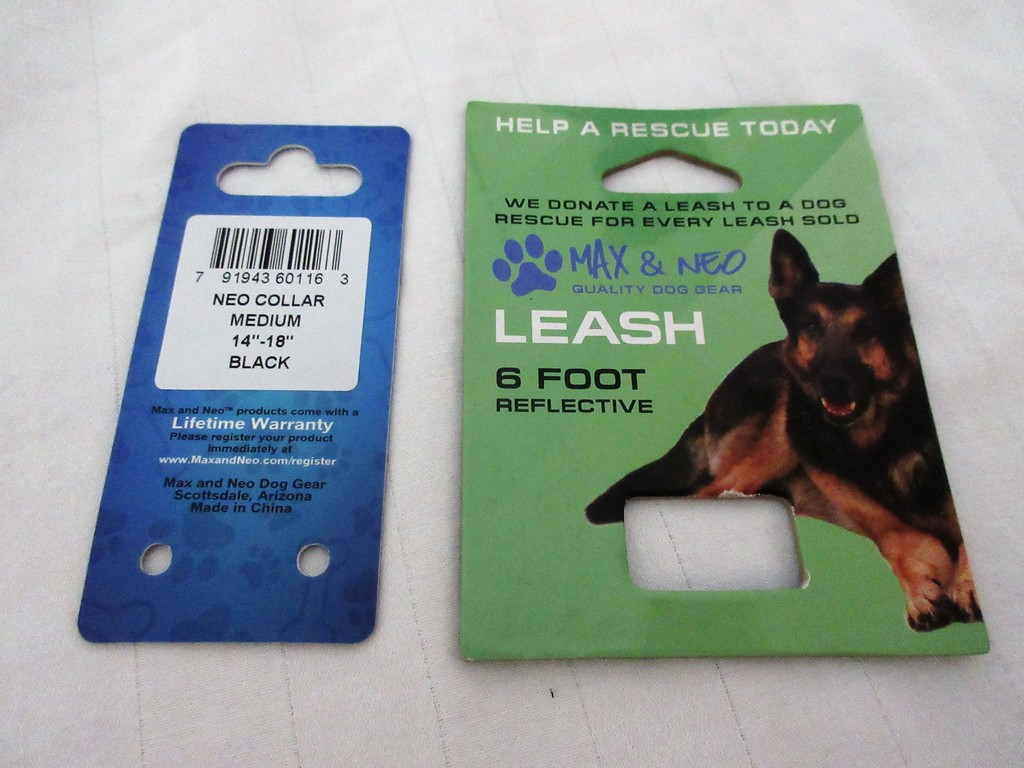 7 91943 60116 3
NEO COLLAR
MEDIUM
14"-18"
BLACK
Max and Neo™ products come with a
Lifetime Warranty
Please register your product
immediately at
www.MaxandNeo.com/register
Max and Neo Dog Gear
Scottsdale, Arizona
Made in China
HELP A RESCUE TODAY
WE DONATE A LEASH TO A DOG
RESCUE FOR EVERY LEASH SOLD
MAX & NEO
QUALITY DOG GEAR
LEASH
6 FOOT
REFLECTIVE